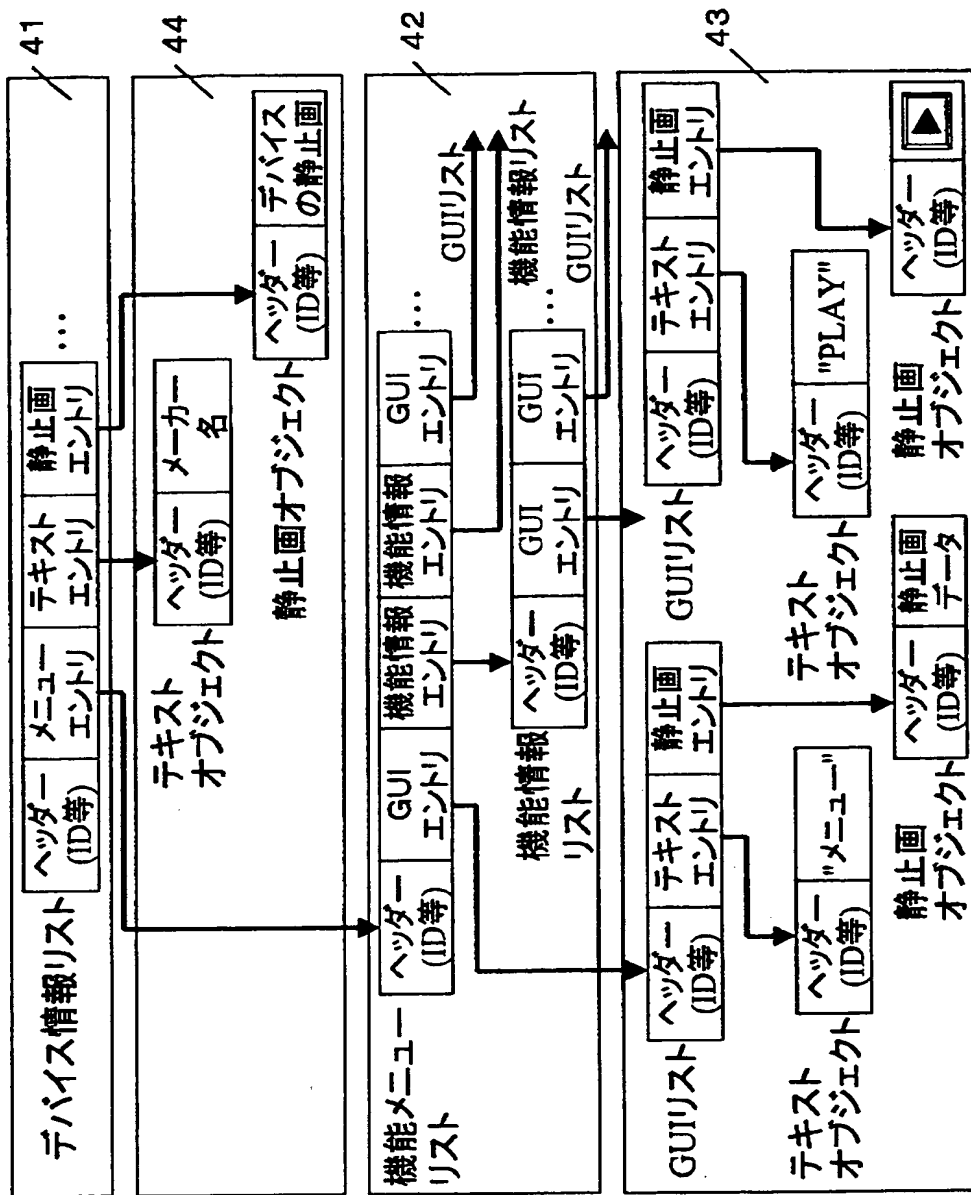 41
デバイス情報リスト
ヘッダー
(ID等)
メニュー
エントリ
テキスト
エントリ
静止画
エントリ
…
44
テキスト
オブジェクト
ヘッダー
(ID等)
メーカー
名
静止画オブジェクト
ヘッダー
(ID等)
デバイス
の静止画
42
機能メニュー
リスト
ヘッダー
(ID等)
GUI
エントリ
機能情報
エントリ
機能情報
エントリ
GUI
エントリ
…
GUIリスト
機能情報リスト
機能情報
リスト
ヘッダー
(ID等)
GUI
エントリ
GUI
エントリ
…
GUIリスト
43
GUIリスト
ヘッダー
(ID等)
テキスト
エントリ
静止画
エントリ
テキスト
オブジェクト
ヘッダー
(ID等)
"メニュー"
静止画
オブジェクト
ヘッダー
(ID等)
静止画
データ
GUIリスト
ヘッダー
(ID等)
テキスト
エントリ
静止画
エントリ
テキスト
オブジェクト
ヘッダー
(ID等)
"PLAY"
静止画
オブジェクト
ヘッダー
(ID等)